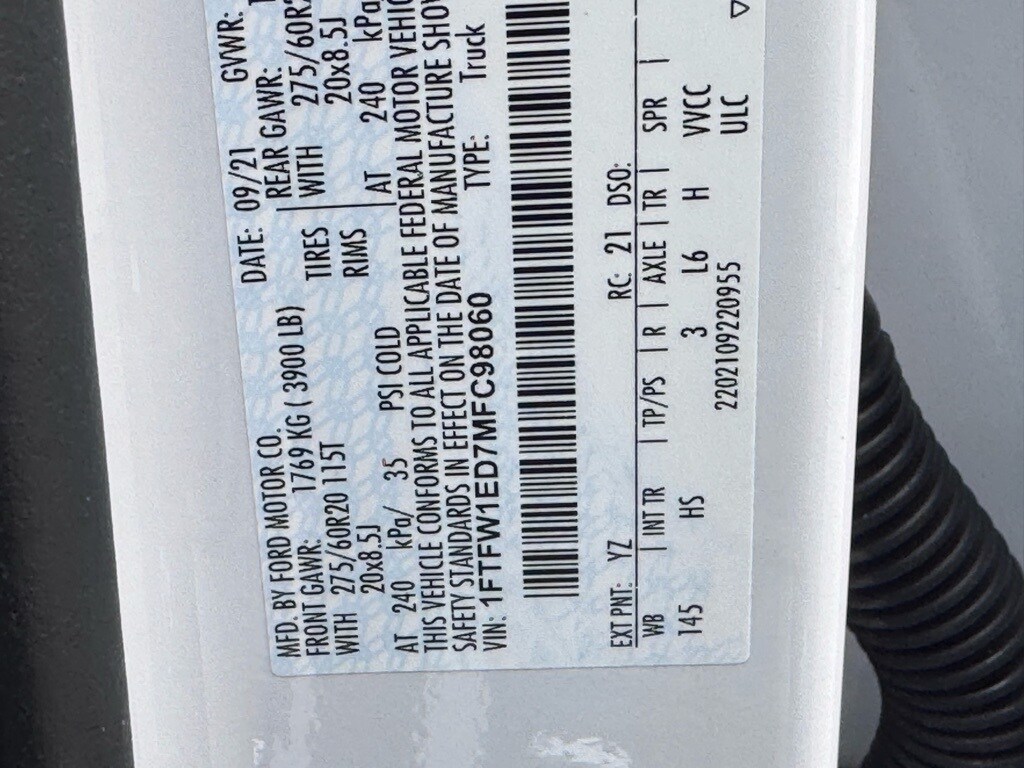 MFD. BY FORD MOTOR CO. DATE: 09/21 GVWR:
FRONT GAWR: 1769 KG ( 3900 LB) REAR GAWR:
WITH 275/60R20 115T TIRES WITH 275/60R2
20x8.5J RIMS 20x8.5J
AT 240 kPa/ 35 PSI COLD AT 240 kPa
THIS VEHICLE CONFORMS TO ALL APPLICABLE FEDERAL MOTOR VEHIC
SAFETY STANDARDS IN EFFECT ON THE DATE OF MANUFACTURE SHOW
VIN: 1FTFW1ED7MFC98060 TYPE: Truck
EXT PNT: YZ RC: 21 DSO:
WB | INT TR | TP/PS | R | AXLE | TR | SPR |
145 HS 3 L6 H VVCC
2202109220955 ULC